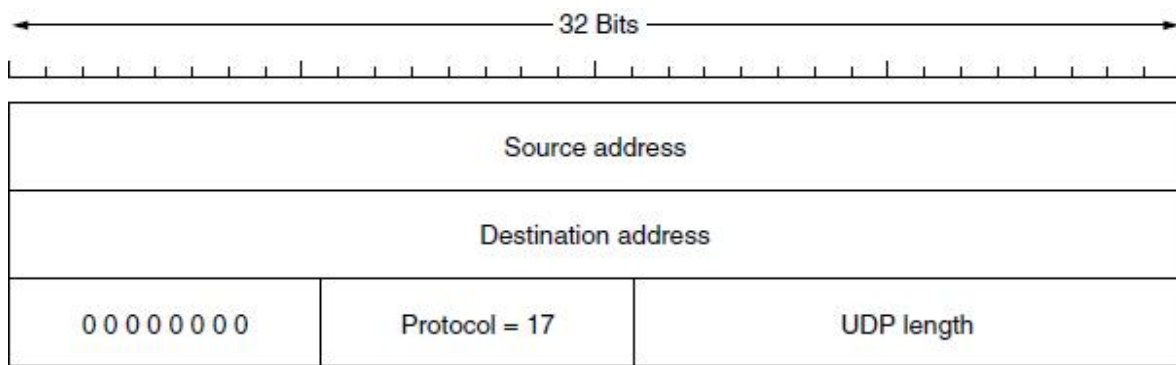 32 Bits
Source address
Destination address
0 0 0 0 0 0 0 0 Protocol = 17 UDP length